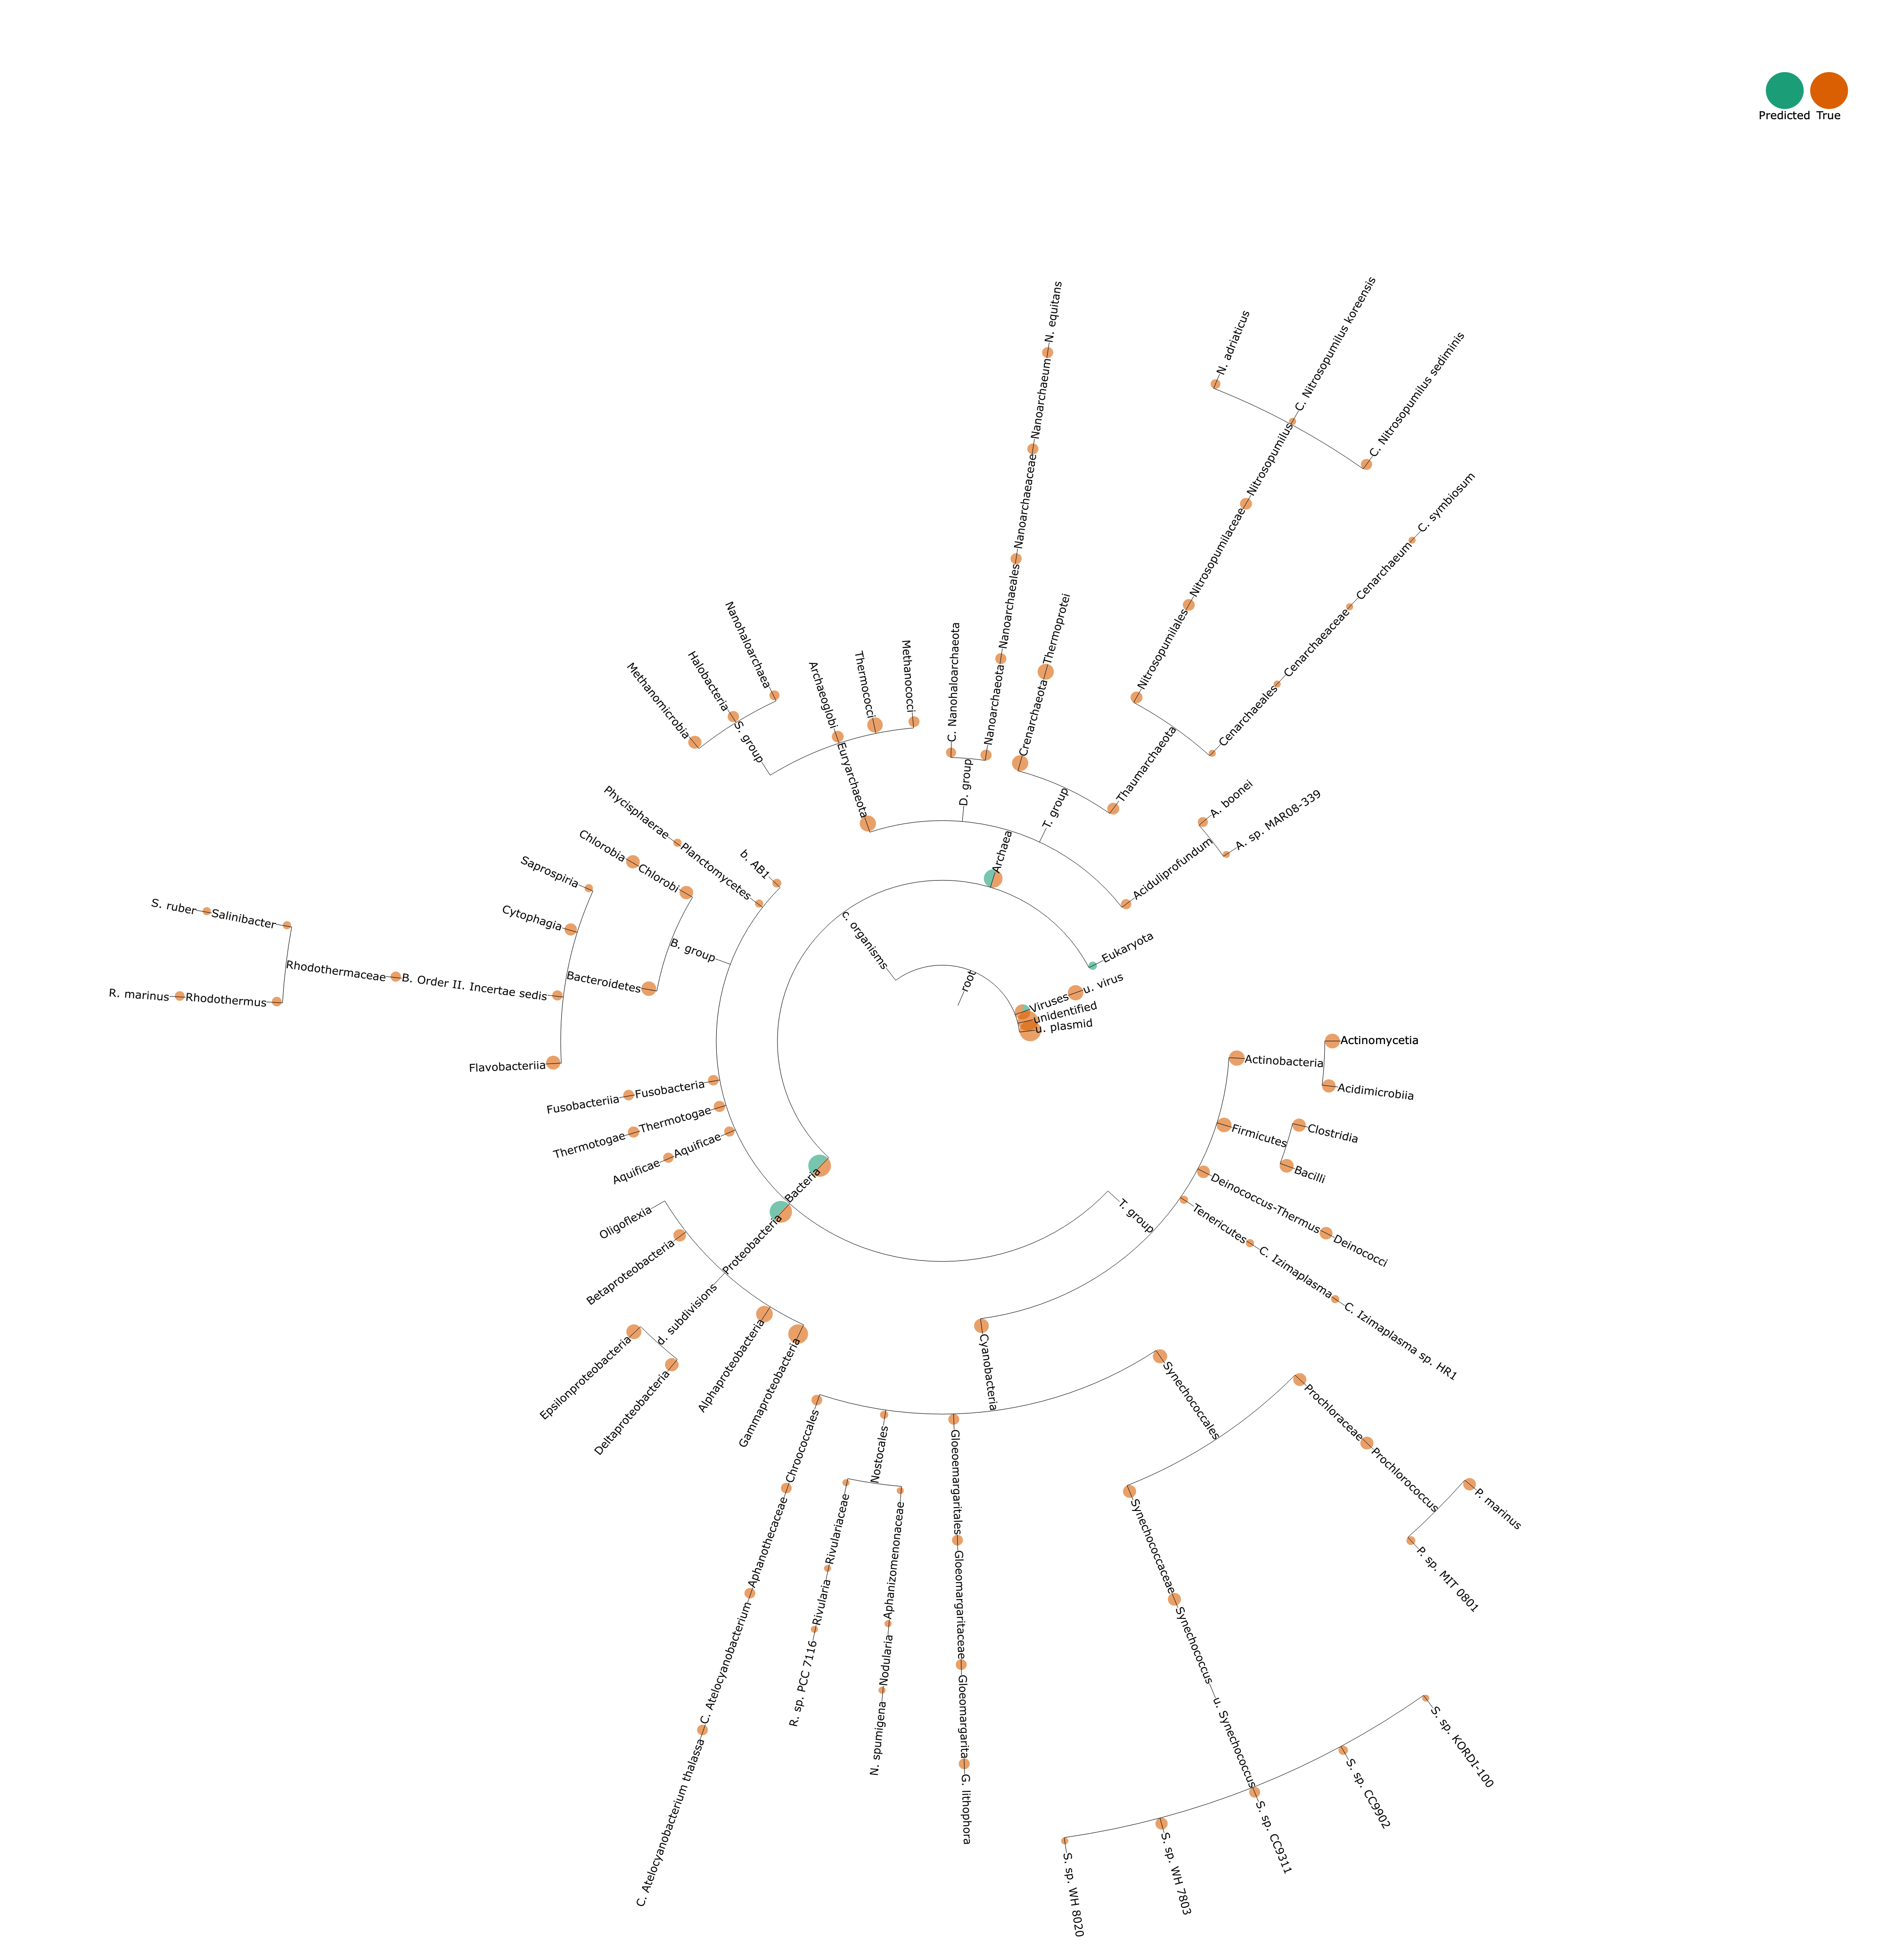 Predicted True
N. equitans
Nanoarchaeum
Nanoarchaeaceae
Nanoarchaeales
Nanoarchaeota
C. Nanohaloarchaeota
D. group
N. adriaticus
C. Nitrosopumilus koreensis
C. Nitrosopumilus sediminis
Nitrosopumilus
Nitrosopumilaceae
Nitrosopumilales
C. symbiosum
Cenarchaeum
Cenarchaeaceae
Cenarchaeales
Thaumarchaeota
Thermoprotei
Crenarchaeota
T. group
A. boonei
A. sp. MAR08-339
Aciduliprofundum
Archaea
Nanohaloarchaea
Halobacteria
Methanomicrobia
S. group
Archaeoglobi
Thermococci
Methanococci
Euryarchaeota
Eukaryota
c. organisms
root
Viruses
u. virus
unidentified
u. plasmid
b. AB1
Phycisphaerae
Planctomycetes
Chlorobia
Chlorobi
B. group
Bacteroidetes
Saprospiria
Cytophagia
S. ruber
Salinibacter
Rhodothermaceae
B. Order II. Incertae sedis
R. marinus
Rhodothermus
Flavobacteriia
Fusobacteriia
Fusobacteria
Thermotogae
Thermotogae
Aquificae
Aquificae
Bacteria
Proteobacteria
Oligoflexia
Betaproteobacteria
d. subdivisions
Epsilonproteobacteria
Deltaproteobacteria
Alphaproteobacteria
Gammaproteobacteria
T. group
Actinobacteria
Actinomycetia
Acidimicrobiia
Firmicutes
Clostridia
Bacilli
Deinococcus-Thermus
Deinococci
Tenericutes
C. Izimaplasma
C. Izimaplasma sp. HR1
Cyanobacteria
Chroococcales
Aphanothecaceae
C. Atelocyanobacterium
C. Atelocyanobacterium thalassa
Nostocales
Rivulariaceae
Rivularia
R. sp. PCC 7116
Aphanizomenonaceae
Nodularia
N. spumigena
Gloeoemargaritales
Gloeomargaritaceae
Gloeomargarita
G. lithophora
Synechococcales
Prochloraceae
Prochlorococcus
P. marinus
P. sp. MIT 0801
Synechococcaceae
Synechococcus
u. Synechococcus
S. sp. KORDI-100
S. sp. CC9902
S. sp. CC9311
S. sp. WH 7803
S. sp. WH 8020